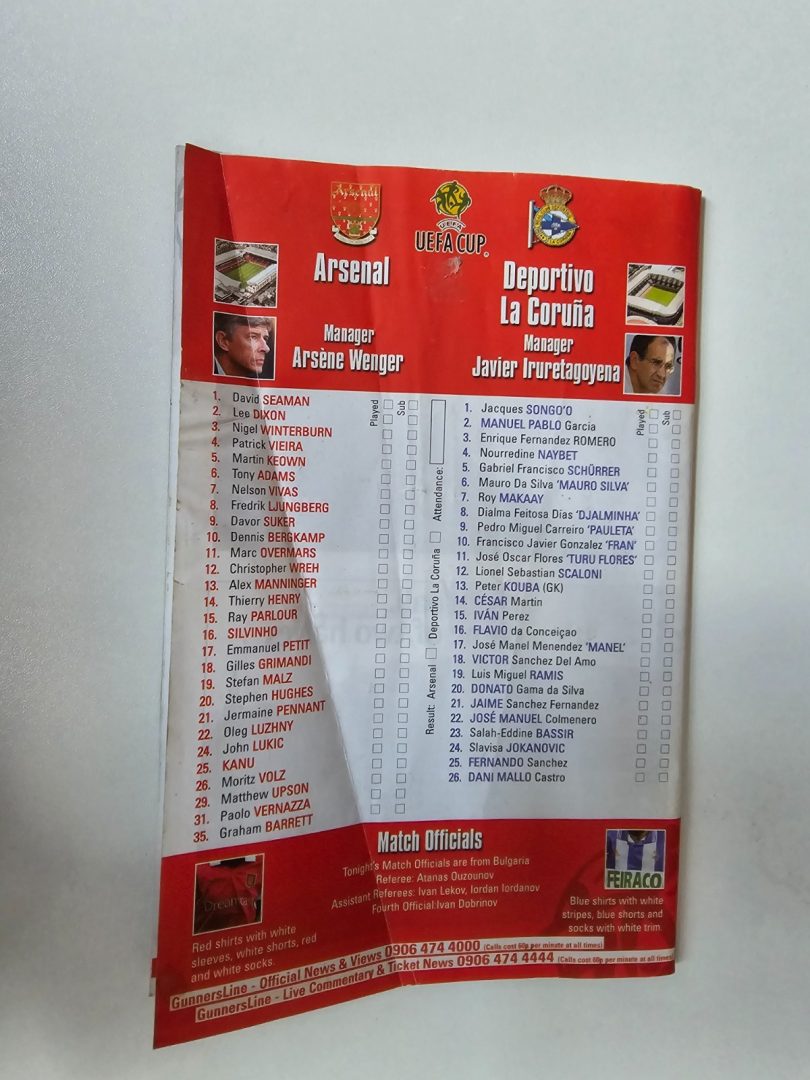 Arsenal
UEFA
UEFA CUP
Arsenal
Deportivo
La Coruña
Manager
Arsène Wenger
Manager
Javier Iruretagoyena
Played
Sub
1. David SEAMAN
2. Lee DIXON
3. Nigel WINTERBURN
4. Patrick VIEIRA
5. Martin KEOWN
6. Tony ADAMS
7. Nelson VIVAS
8. Fredrik LJUNGBERG
9. Davor SUKER
10. Dennis BERGKAMP
11. Marc OVERMARS
12. Christopher WREH
13. Alex MANNINGER
14. Thierry HENRY
15. Ray PARLOUR
16. SILVINHO
17. Emmanuel PETIT
18. Gilles GRIMANDI
19. Stefan MALZ
20. Stephen HUGHES
21. Jermaine PENNANT
22. Oleg LUZHNY
24. John LUKIC
25. KANU
26. Moritz VOLZ
29. Matthew UPSON
31. Paolo VERNAZZA
35. Graham BARRETT
Result: Arsenal Deportivo La Coruña Attendance:
Played
Sub
1. Jacques SONGO'O
2. MANUEL PABLO Garcia
3. Enrique Fernandez ROMERO
4. Nourredine NAYBET
5. Gabriel Francisco SCHÜRRER
6. Mauro Da Silva 'MAURO SILVA'
7. Roy MAKAAY
8. Dialma Feitosa Dias 'DJALMINHA'
9. Pedro Miguel Carreiro 'PAULETA'
10. Francisco Javier Gonzalez 'FRAN'
11. José Oscar Flores 'TURU FLORES'
12. Lionel Sebastian SCALONI
13. Peter KOUBA (GK)
14. CÉSAR Martin
15. IVÁN Perez
16. FLAVIO da Conceiçao
17. José Manel Menendez 'MANEL'
18. VICTOR Sanchez Del Amo
19. Luis Miguel RAMIS
20. DONATO Gama da Silva
21. JAIME Sanchez Fernandez
22. JOSÉ MANUEL Colmenero
23. Salah-Eddine BASSIR
24. Slavisa JOKANOVIC
25. FERNANDO Sanchez
26. DANI MALLO Castro
Match Officials
Tonight's Match Officials are from Bulgaria
Referee: Atanas Ouzounov
Assistant Referees: Ivan Lekov, Iordan Iordanov
Fourth Official:Ivan Dobrinov
Dreamca
Red shirts with white
sleeves, white shorts, red
and white socks.
FEIRACO
Blue shirts with white
stripes, blue shorts and
socks with white trim.
GunnersLine - Official News & Views 0906 474 4000 (Calls cost 60p per minute at all times)
GunnersLine - Live Commentary & Ticket News 0906 474 4444 (Calls cost 60p per minute at all times)